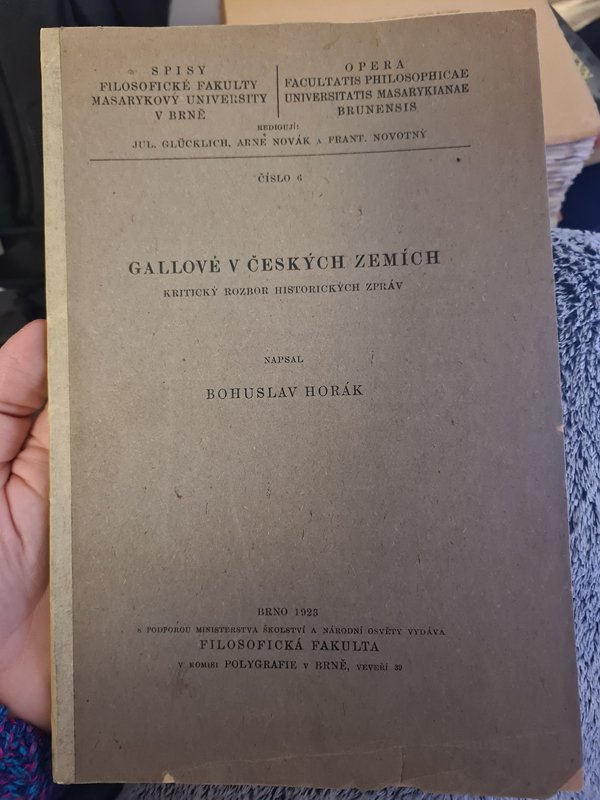 SPISY
FILOSOFICKÉ FAKULTY
MASARYKOVY UNIVERSITY
V BRNĚ
OPERA
FACULTATIS PHILOSOPHICAE
UNIVERSITATIS MASARYKIANAE
BRUNENSIS
REDIGUJÍ:
JUL. GLÜCKLICH, ARNE NOVÁK A FRANT. NOVOTNÝ
ČÍSLO 6
GALLOVÉ V ČESKÝCH ZEMÍCH
KRITICKÝ ROZBOR HISTORICKÝCH ZPRÁV
NAPSAL
BOHUSLAV HORÁK
BRNO 1923
S PODPOROU MINISTERSTVA ŠKOLSTVÍ A NÁRODNÍ OSVĚTY VYDÁVÁ
FILOSOFICKÁ FAKULTA
V KOMISI POLYGRAFIE V BRNĚ, VEVEŘÍ 39